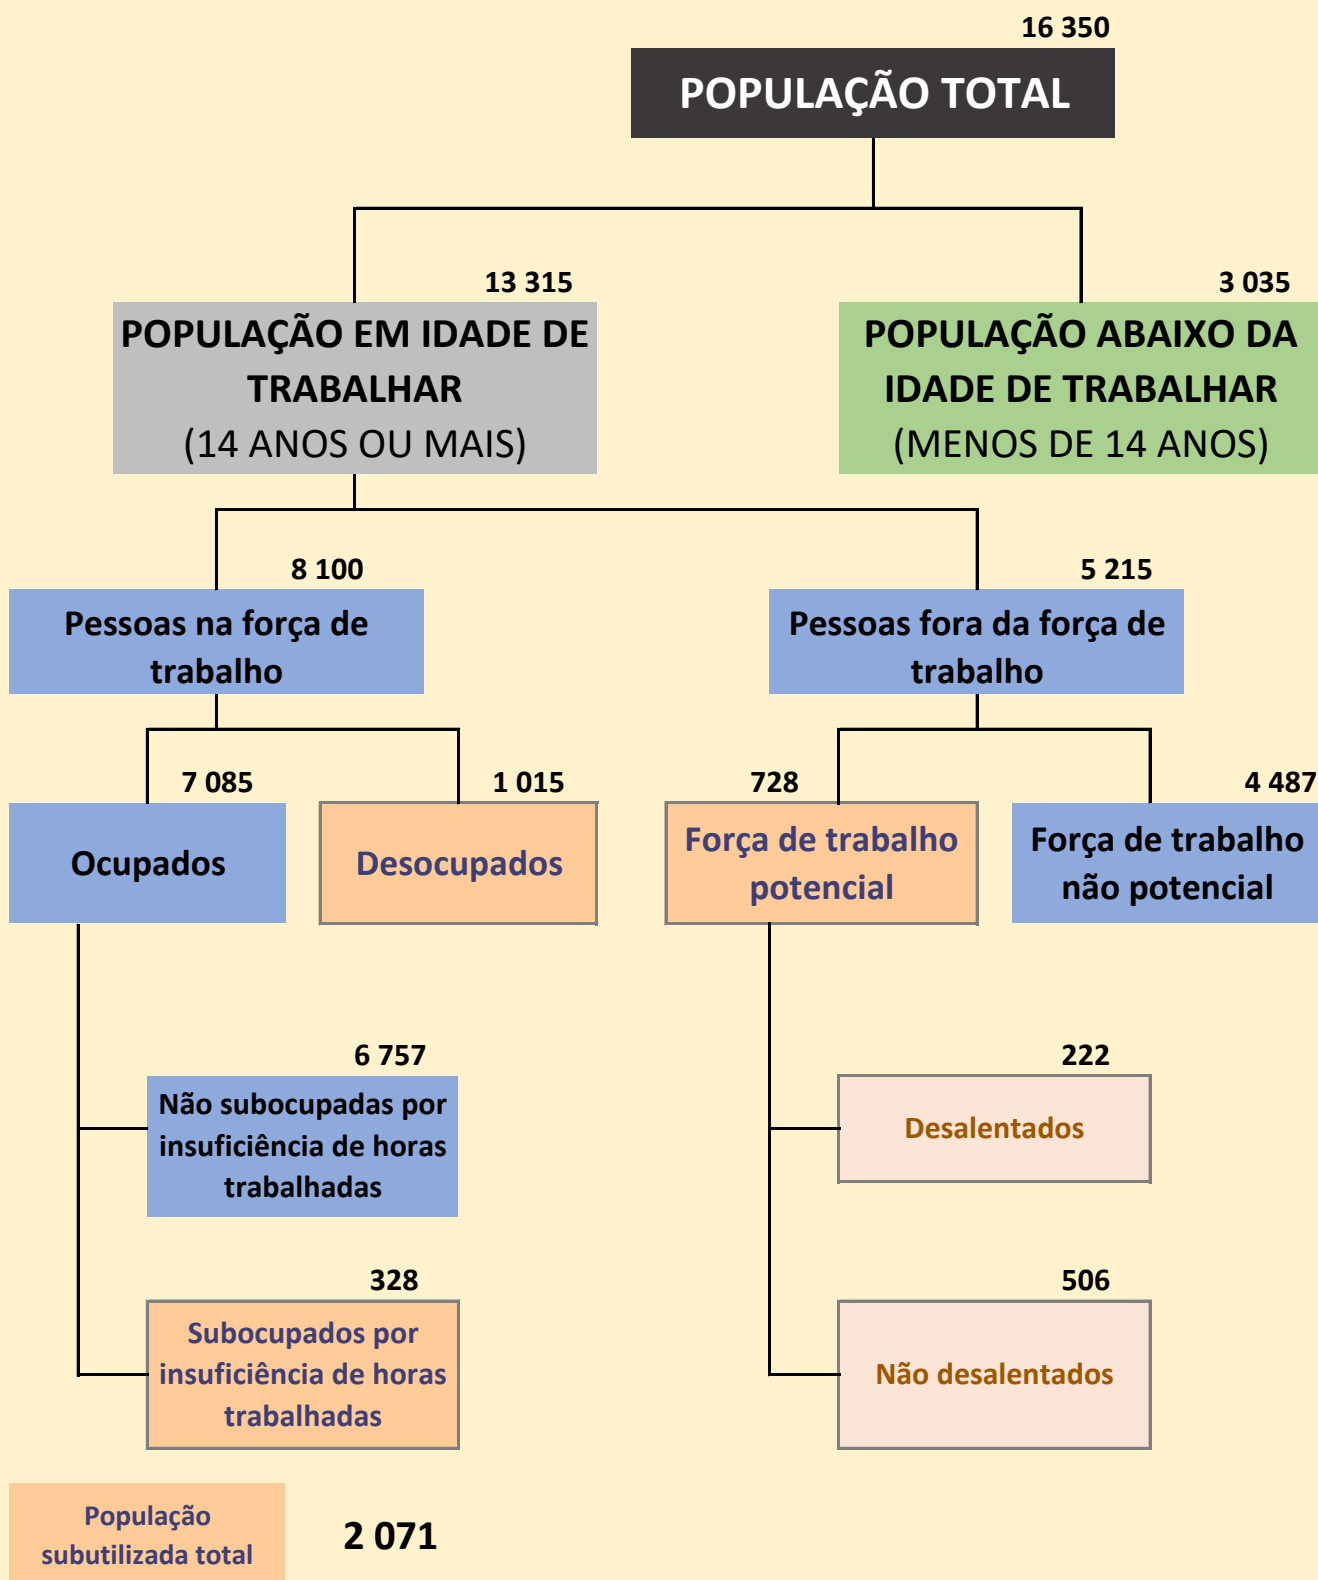 16 350
POPULAÇÃO TOTAL
13 315
POPULAÇÃO EM IDADE DE
TRABALHAR
(14 ANOS OU MAIS)
3 035
POPULAÇÃO ABAIXO DA
IDADE DE TRABALHAR
(MENOS DE 14 ANOS)
8 100
Pessoas na força de
trabalho
5 215
Pessoas fora da força de
trabalho
7 085
Ocupados
1 015
Desocupados
728
Força de trabalho
potencial
4 487
Força de trabalho
não potencial
6 757
Não subocupadas por
insuficiência de horas
trabalhadas
222
Desalentados
328
Subocupados por
insuficiência de horas
trabalhadas
506
Não desalentados
População
subutilizada total
2 071